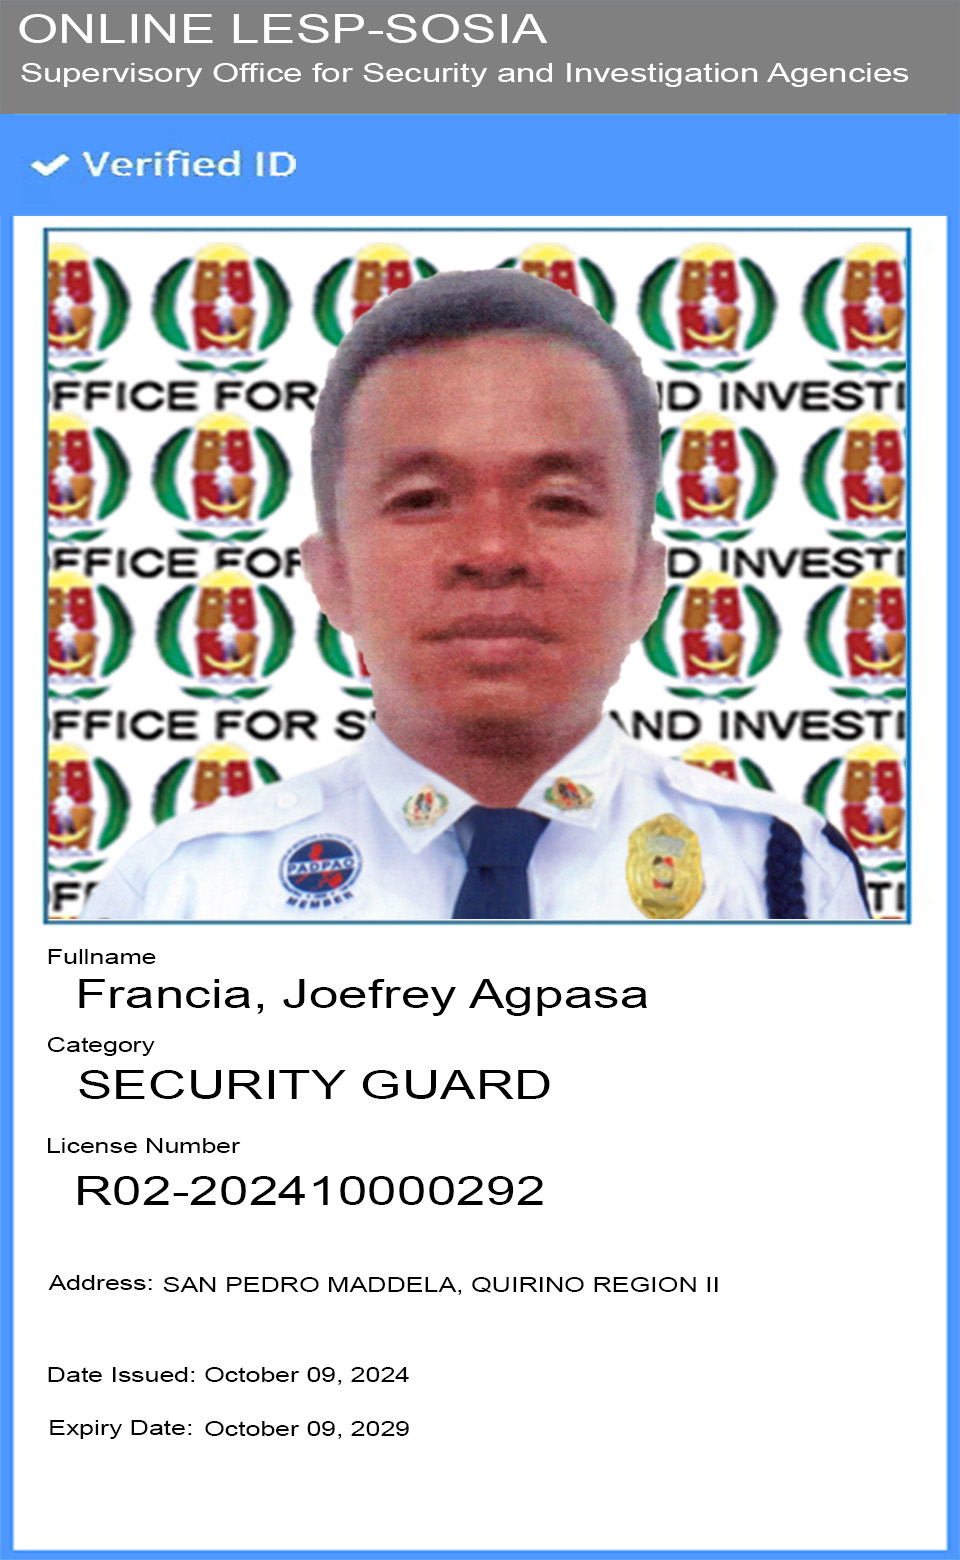 ONLINE LESP-SOSIA
Supervisory Office for Security and Investigation Agencies
Verified ID
FFICE FOR ID INVESTI
FFICE FOR D INVESTI
FFICE FOR S AND INVESTI
PADPAO
MEMBER
Fullname
Francia, Joefrey Agpasa
Category
SECURITY GUARD
License Number
R02-202410000292
Address: SAN PEDRO MADDELA, QUIRINO REGION II
Date Issued: October 09, 2024
Expiry Date: October 09, 2029